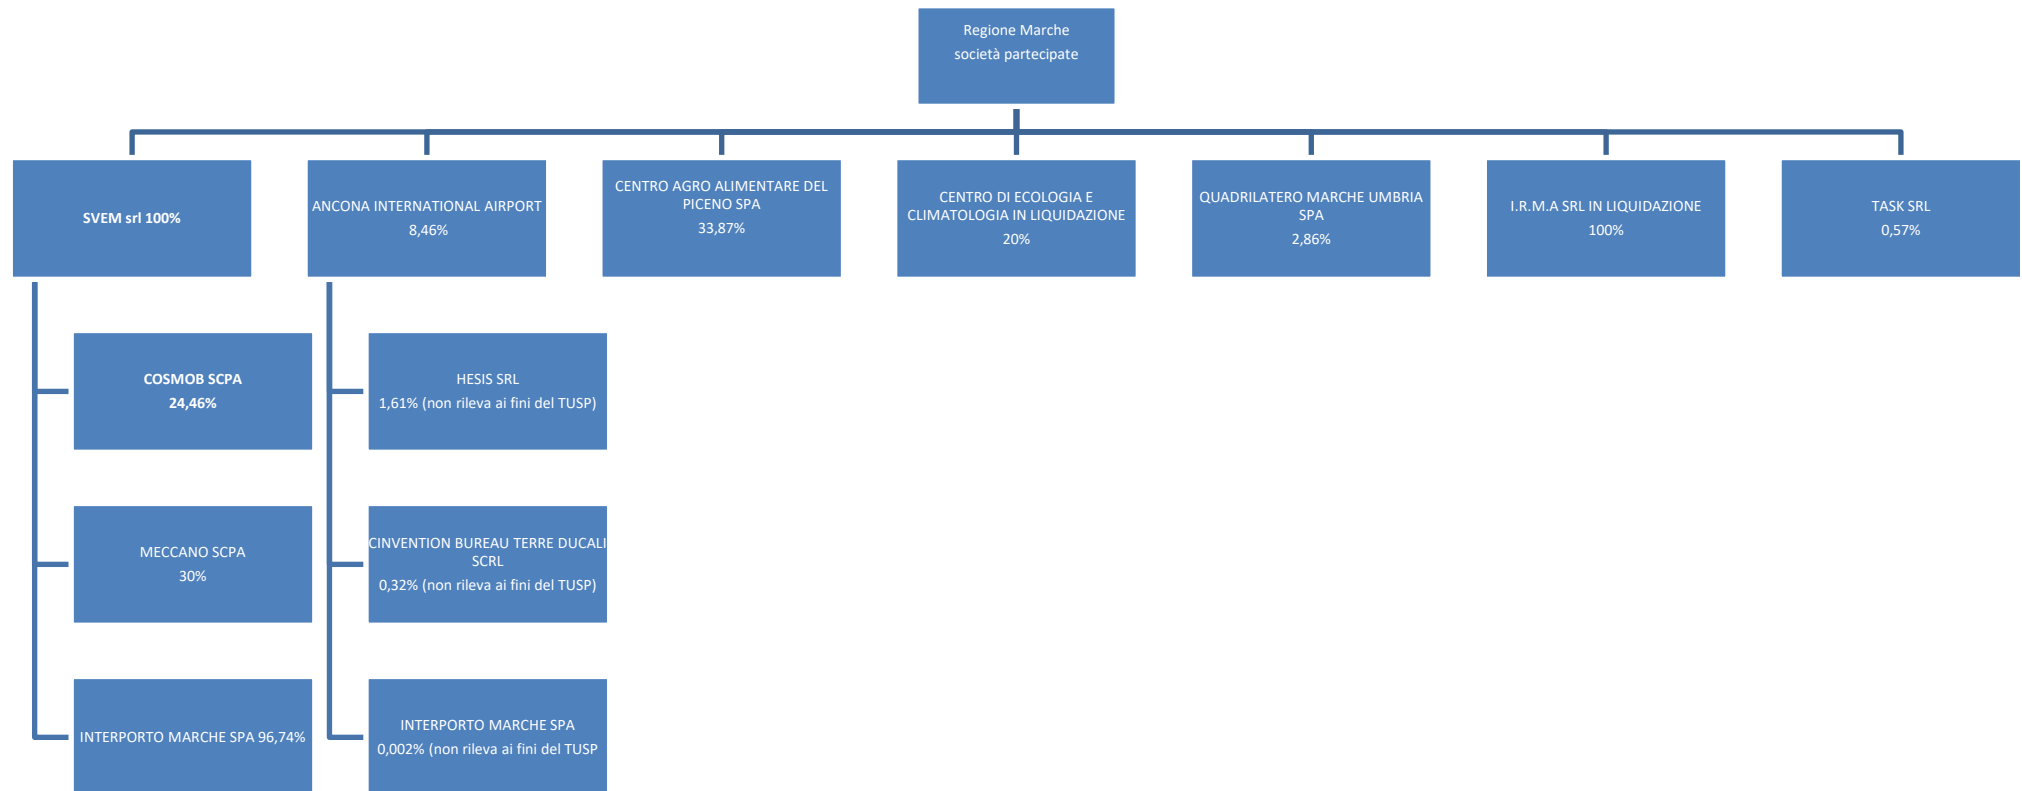 Regione Marche
società partecipate
SVEM srl 100%
ANCONA INTERNATIONAL AIRPORT
8,46%
CENTRO AGRO ALIMENTARE DEL
PICENO SPA
33,87%
CENTRO DI ECOLOGIA E
CLIMATOLOGIA IN LIQUIDAZIONE
20%
QUADRILATERO MARCHE UMBRIA
SPA
2,86%
I.R.M.A SRL IN LIQUIDAZIONE
100%
TASK SRL
0,57%
COSMOB SCPA
24,46%
HESIS SRL
1,61% (non rileva ai fini del TUSP)
MECCANO SCPA
30%
CINVENTION BUREAU TERRE DUCALI
SCRL
0,32% (non rileva ai fini del TUSP)
INTERPORTO MARCHE SPA 96,74%
INTERPORTO MARCHE SPA
0,002% (non rileva ai fini del TUSP